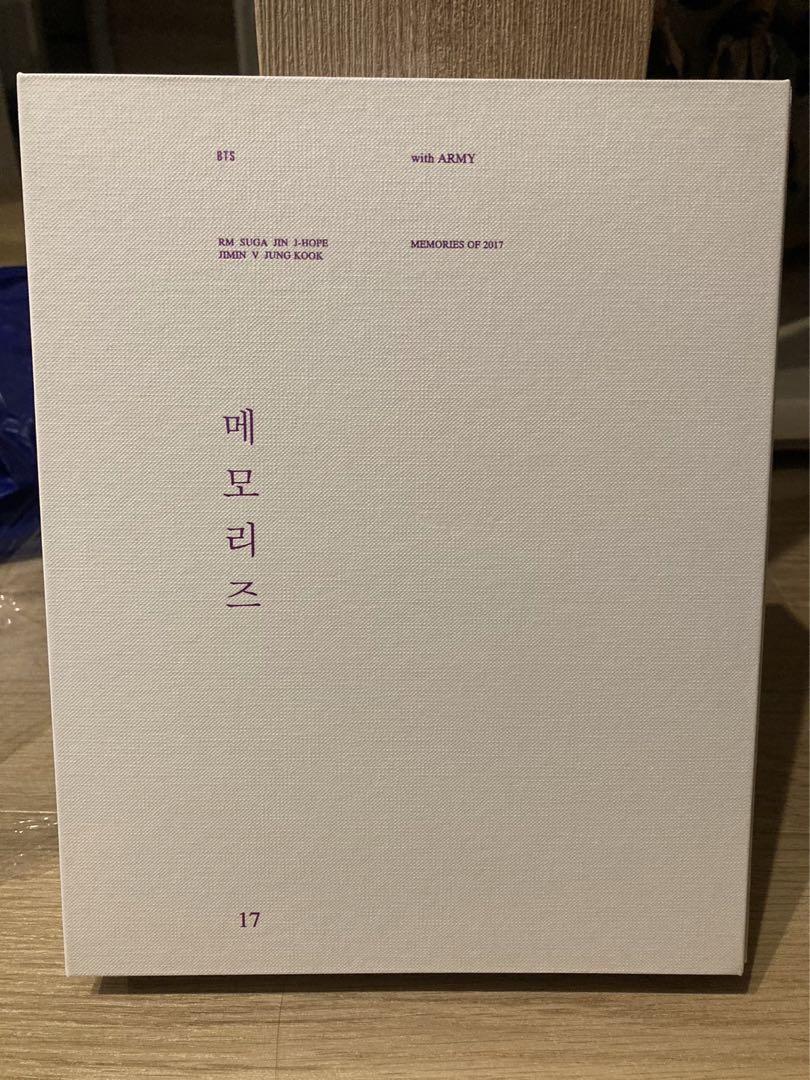 BTS
with ARMY
RM SUGA JIN J-HOPE
JIMIN V JUNG KOOK
MEMORIES OF 2017
메모리즈
17